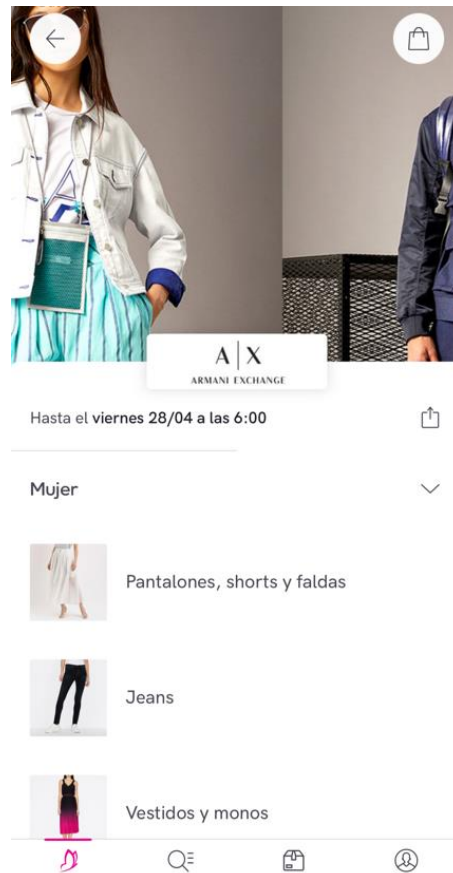 A|X
ARMANI EXCHANGE
Hasta el viernes 28/04 a las 6:00
Mujer
Pantalones, shorts y faldas
Jeans
Vestidos y monos